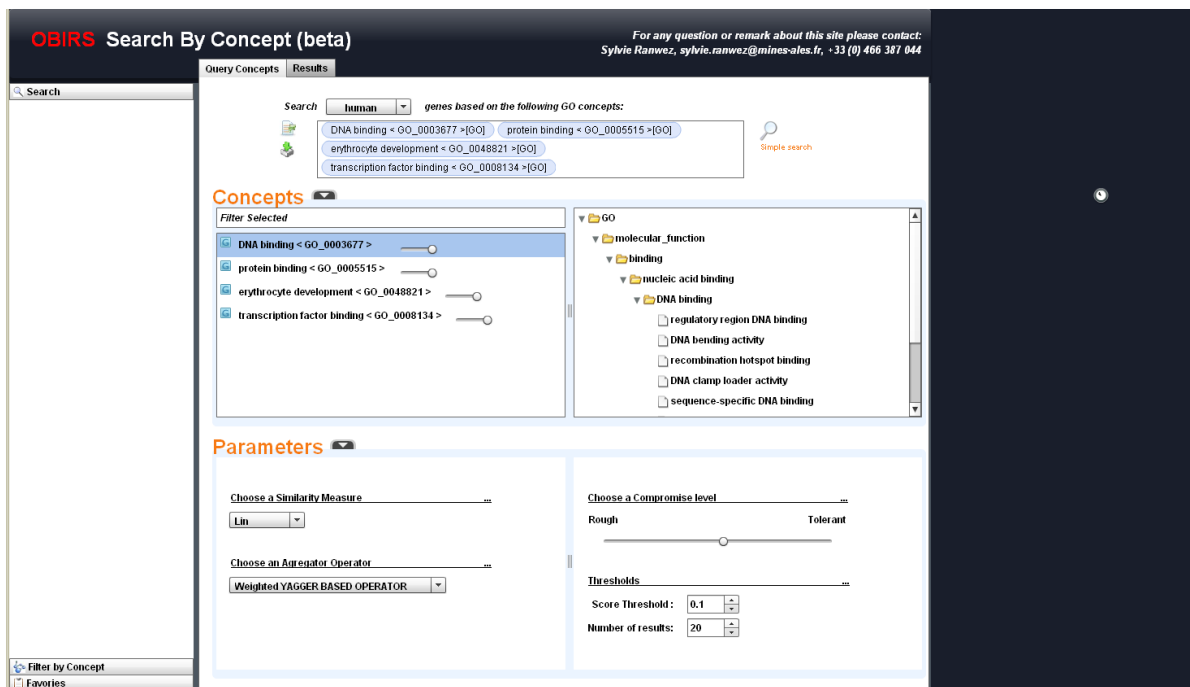 OBIRS Search By Concept (beta)
For any question or remark about this site please contact:
Sylvie Ranwez, sylvie.ranwez@mines-ales.fr, +33 (0) 466 387 044
Query Concepts Results
Search
Search human genes based on the following GO concepts:
DNA binding < GO_0003677 >[GO] protein binding < GO_0005515 >[GO]
erythrocyte development < GO_0048821 >[GO]
transcription factor binding < GO_0008134 >[GO]
Simple search
Concepts
Filter Selected
DNA binding < GO_0003677 >
protein binding < GO_0005515 >
erythrocyte development < GO_0048821 >
transcription factor binding < GO_0008134 >
GO
molecular_function
binding
nucleic acid binding
DNA binding
regulatory region DNA binding
DNA bending activity
recombination hotspot binding
DNA clamp loader activity
sequence-specific DNA binding
Parameters
Choose a Similarity Measure ...
Lin
Choose an Agregator Operator ...
Weighted YAGGER BASED OPERATOR
Choose a Compromise level ...
Rough Tolerant
Thresholds ...
Score Threshold : 0.1
Number of results: 20
Filter by Concept
Favories